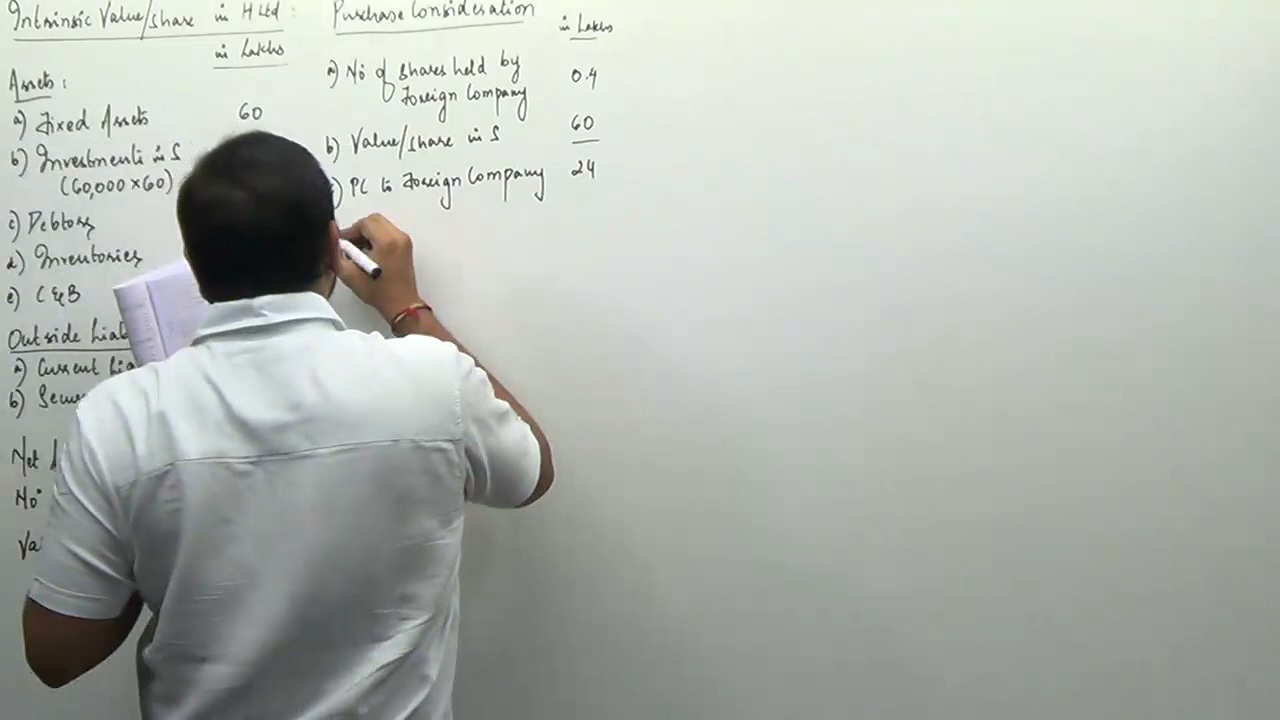 Intrinsic Value/share in H Ltd :
in Lakhs
Assets :
a) Fixed Assets 60
b) Investments in S
(60,000 × 60)
c) Debtors
d) Inventories
e) C & B
Outside Liab
a) Current Lia
b) Secu
Net
No
Va
Purchase Consideration
in Lakhs
a) No of shares held by 0.4
Foreign Company
b) Value/share in S 60
) PC to Foreign Company 24